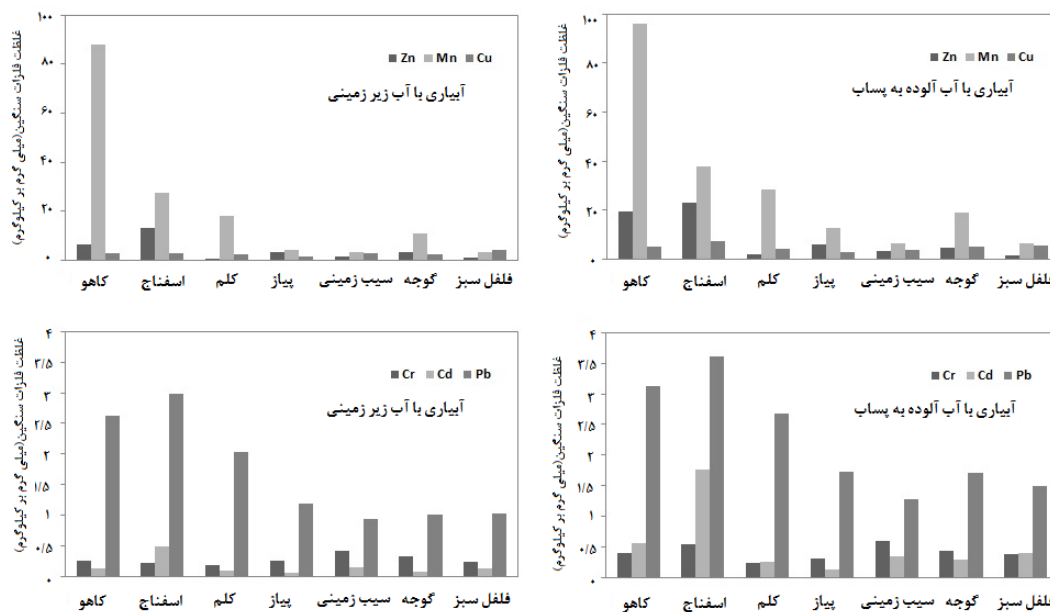 غلظت فلزات سنگین(میلی گرم بر کیلوگرم)
۱۰۰
۸۰
۶۰
۴۰
۲۰
۰
Zn Mn Cu
آبیاری با آب زیر زمینی
کاهو اسفناج کلم پیاز سیب زمینی گوجه فلفل سبز
غلظت فلزات سنگین(میلی گرم بر کیلوگرم)
۱۰۰
۸۰
۶۰
۴۰
۲۰
۰
Zn Mn Cu
آبیاری با آب آلوده به پساب
کاهو اسفناج کلم پیاز سیب زمینی گوجه فلفل سبز
غلظت فلزات سنگین(میلی گرم بر کیلوگرم)
۴
۳/۵
۳
۲/۵
۲
۱/۵
۱
۰/۵
۰
Cr Cd Pb
آبیاری با آب زیر زمینی
کاهو اسفناج کلم پیاز سیب زمینی گوجه فلفل سبز
غلظت فلزات سنگین(میلی گرم بر کیلوگرم)
۴
۳/۵
۳
۲/۵
۲
۱/۵
۱
۰/۵
۰
Cr Cd Pb
آبیاری با آب آلوده به پساب
کاهو اسفناج کلم پیاز سیب زمینی گوجه فلفل سبز